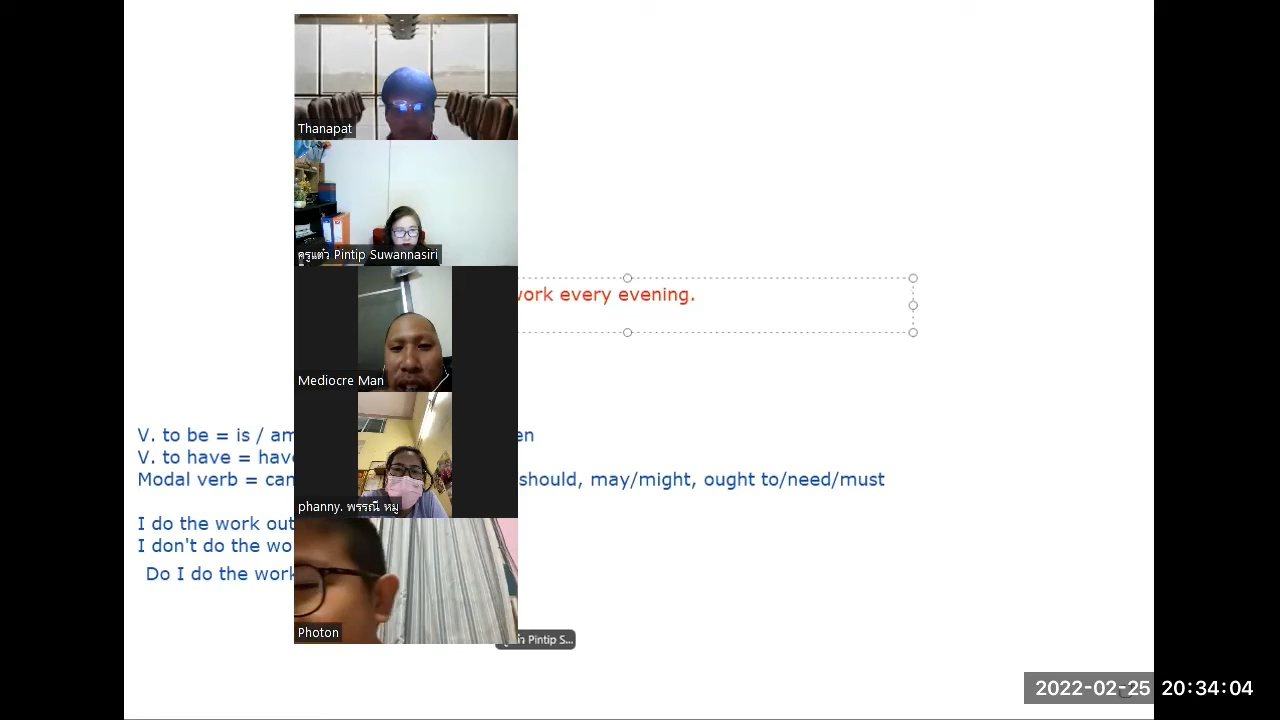 Thanapat
ครูแต๋ว Pintip Suwannasiri
work every evening.
Mediocre Man
V. to be = is / am
V. to have = have
Modal verb = can should, may/might, ought to/need/must
phanny. พรรณี หมู
I do the work out
I don't do the
Do I do the work
Photon
Pintip S...
2022-02-25 20:34:04